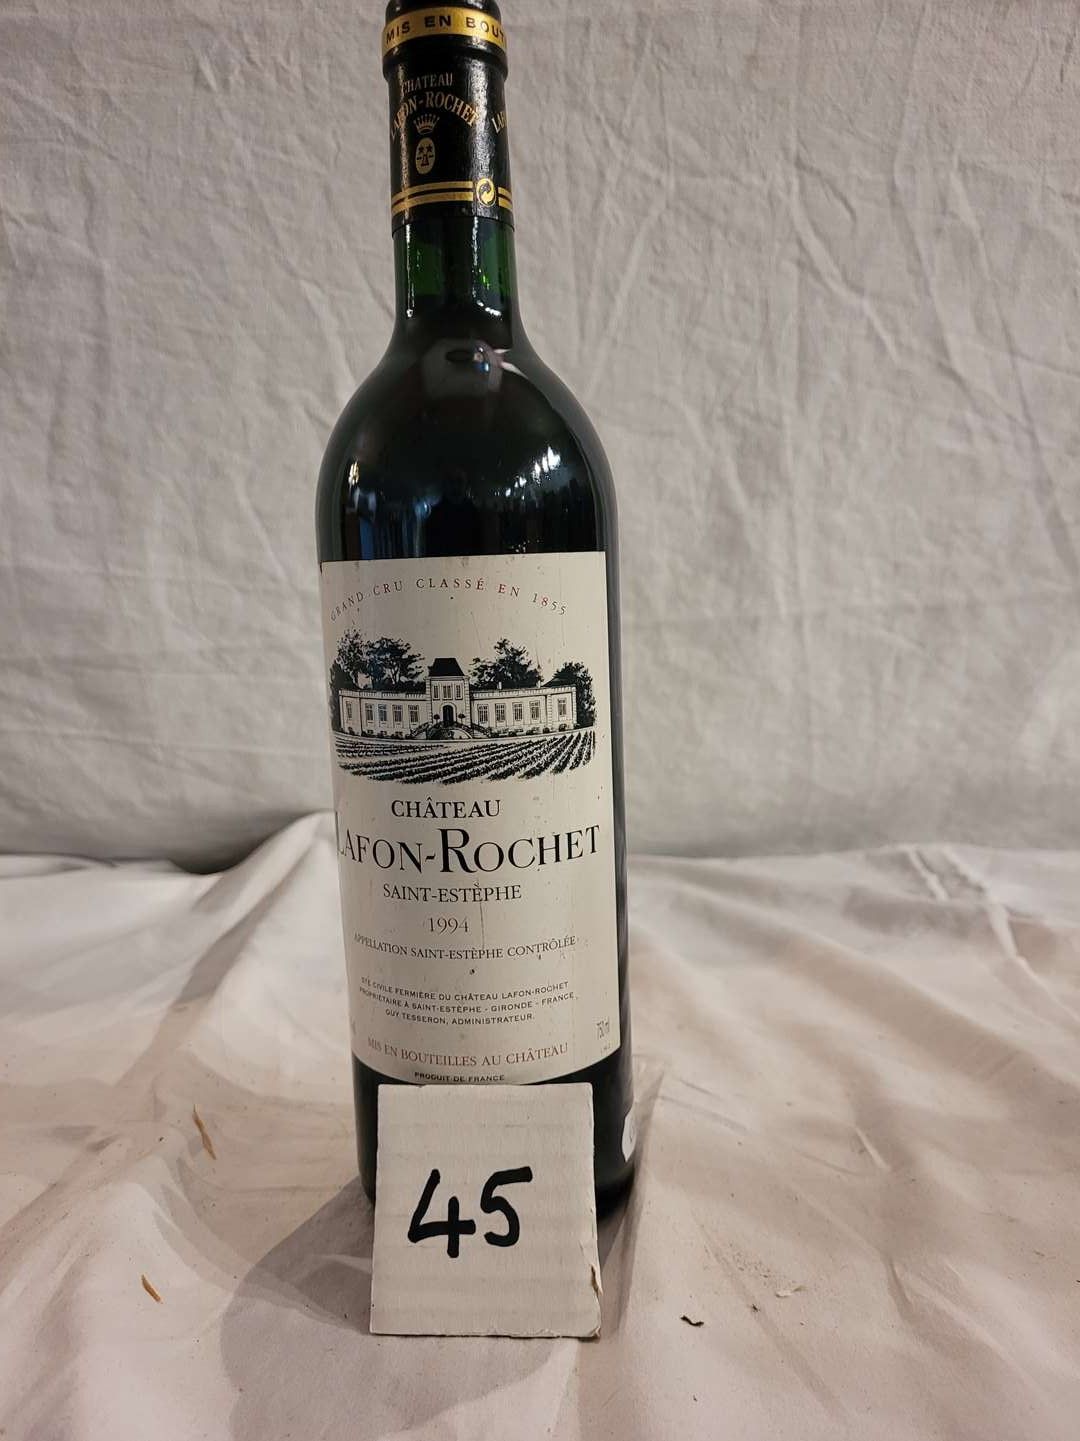 MIS EN BOUT
CHATEAU
LAFON-ROCHET
GRAND CRU CLASSÉ EN 1855
CHÂTEAU
LAFON-ROCHET
SAINT-ESTÈPHE
1994
APPELLATION SAINT-ESTÈPHE CONTRÔLÉE
STÉ CIVILE FERMIÈRE DU CHÂTEAU LAFON-ROCHET
PROPRIÉTAIRE À SAINT-ESTÈPHE - GIRONDE - FRANCE
GUY TESSERON, ADMINISTRATEUR.
750 ml
MIS EN BOUTEILLES AU CHÂTEAU
PRODUIT DE FRANCE
45